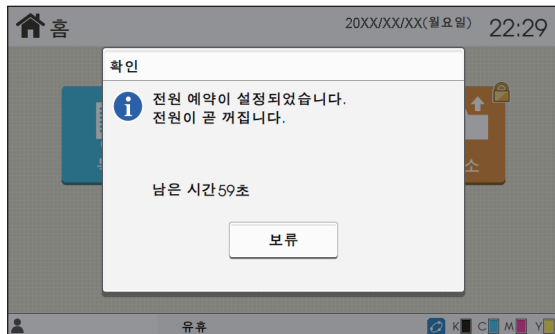 홈
20XX/XX/XX(월요일) 22:29
확인
전원 예약이 설정되었습니다.
전원이 곧 꺼집니다.
남은 시간59초
보류
유휴
K C M Y